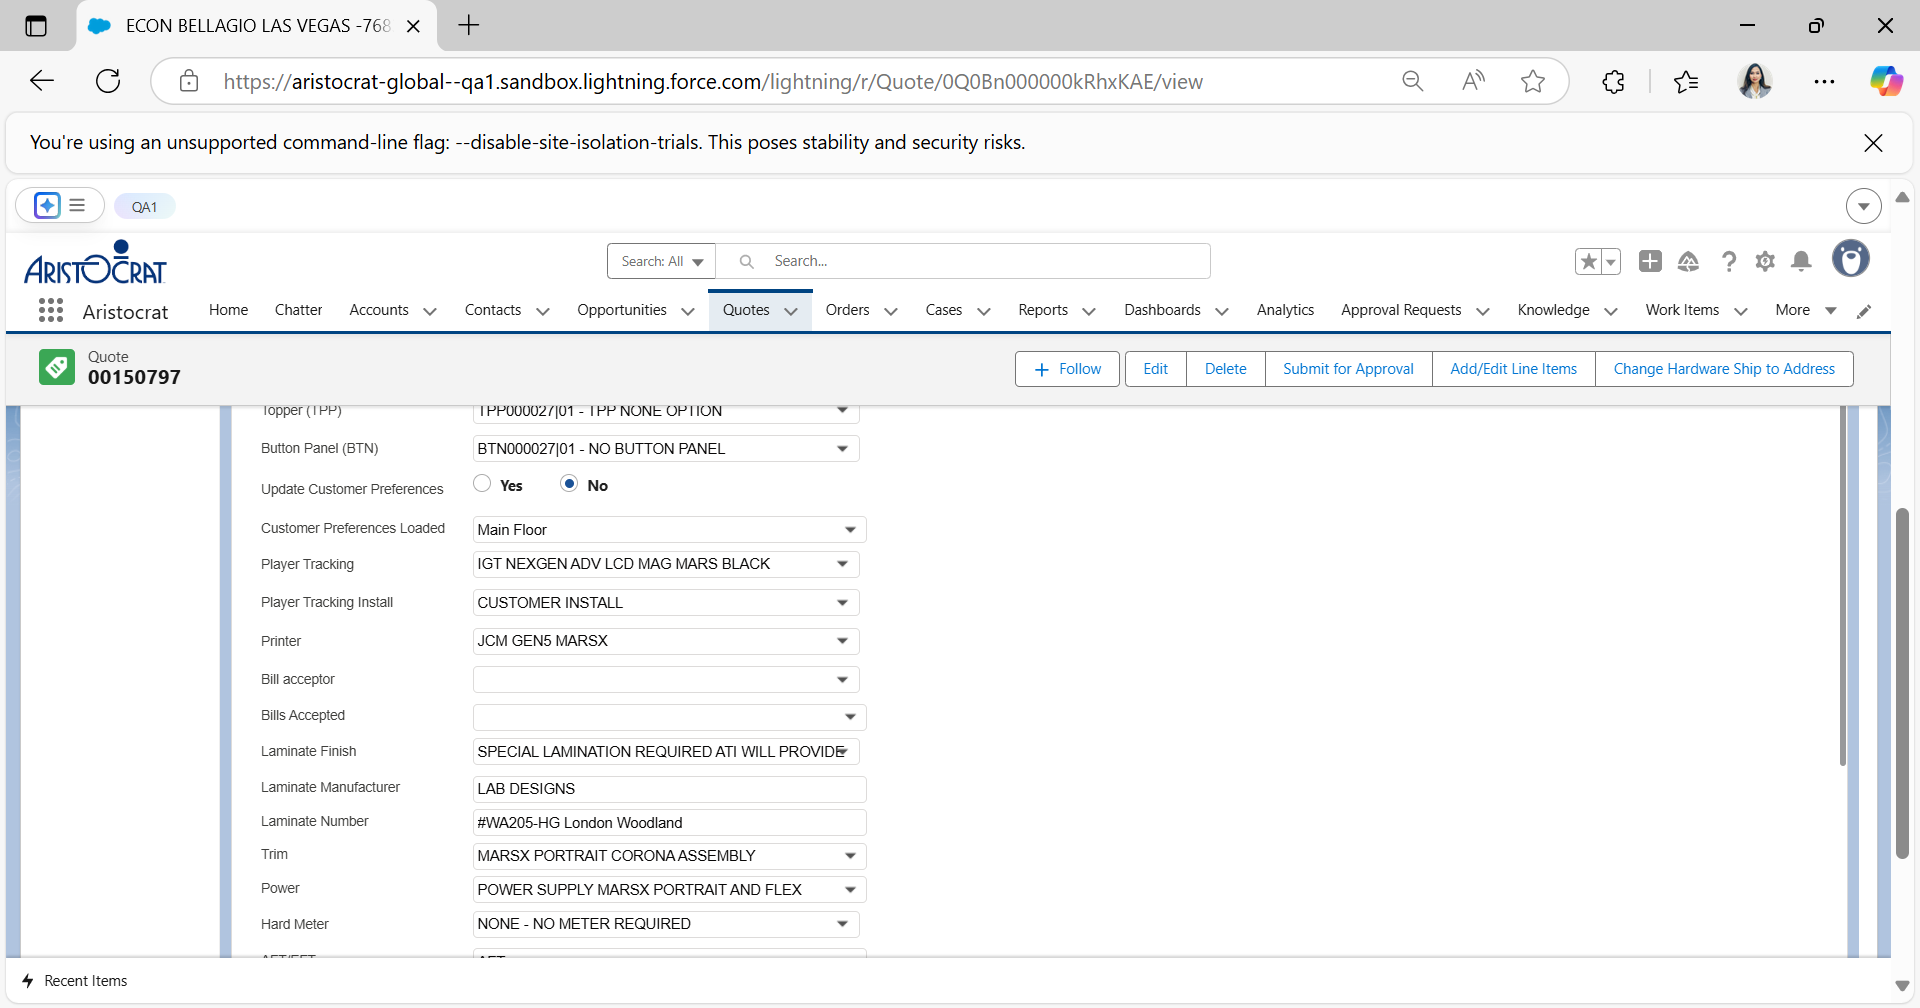 ECON BELLAGIO LAS VEGAS -768
https://aristocrat-global--qa1.sandbox.lightning.force.com/lightning/r/Quote/0Q0Bn000000kRhxKAE/view
You're using an unsupported command-line flag: --disable-site-isolation-trials. This poses stability and security risks.
QA1
ARISTOCRAT
Search: All
Search...
Aristocrat
Home
Chatter
Accounts
Contacts
Opportunities
Quotes
Orders
Cases
Reports
Dashboards
Analytics
Approval Requests
Knowledge
Work Items
More
Quote
00150797
Follow
Edit
Delete
Submit for Approval
Add/Edit Line Items
Change Hardware Ship to Address
Topper (TPP) TPP000027|01 - TPP NONE OPTION
Button Panel (BTN) BTN000027|01 - NO BUTTON PANEL
Update Customer Preferences Yes No
Customer Preferences Loaded Main Floor
Player Tracking IGT NEXGEN ADV LCD MAG MARS BLACK
Player Tracking Install CUSTOMER INSTALL
Printer JCM GEN5 MARSX
Bill acceptor
Bills Accepted
Laminate Finish SPECIAL LAMINATION REQUIRED ATI WILL PROVIDE
Laminate Manufacturer LAB DESIGNS
Laminate Number #WA205-HG London Woodland
Trim MARSX PORTRAIT CORONA ASSEMBLY
Power POWER SUPPLY MARSX PORTRAIT AND FLEX
Hard Meter NONE - NO METER REQUIRED
Recent Items